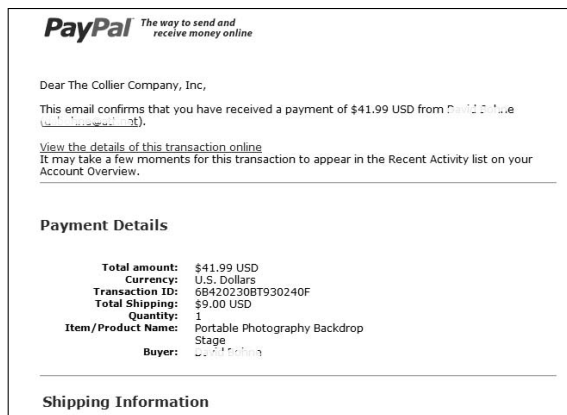 PayPal The way to send and
receive money online
Dear The Collier Company, Inc,
This email confirms that you have received a payment of $41.99 USD from
View the details of this transaction online
It may take a few moments for this transaction to appear in the Recent Activity list on your
Account Overview.
Payment Details
Total amount: $41.99 USD
Currency: U.S. Dollars
Transaction ID: 6B420230BT930240F
Total Shipping: $9.00 USD
Quantity: 1
Item/Product Name: Portable Photography Backdrop
Stage
Buyer:
Shipping Information